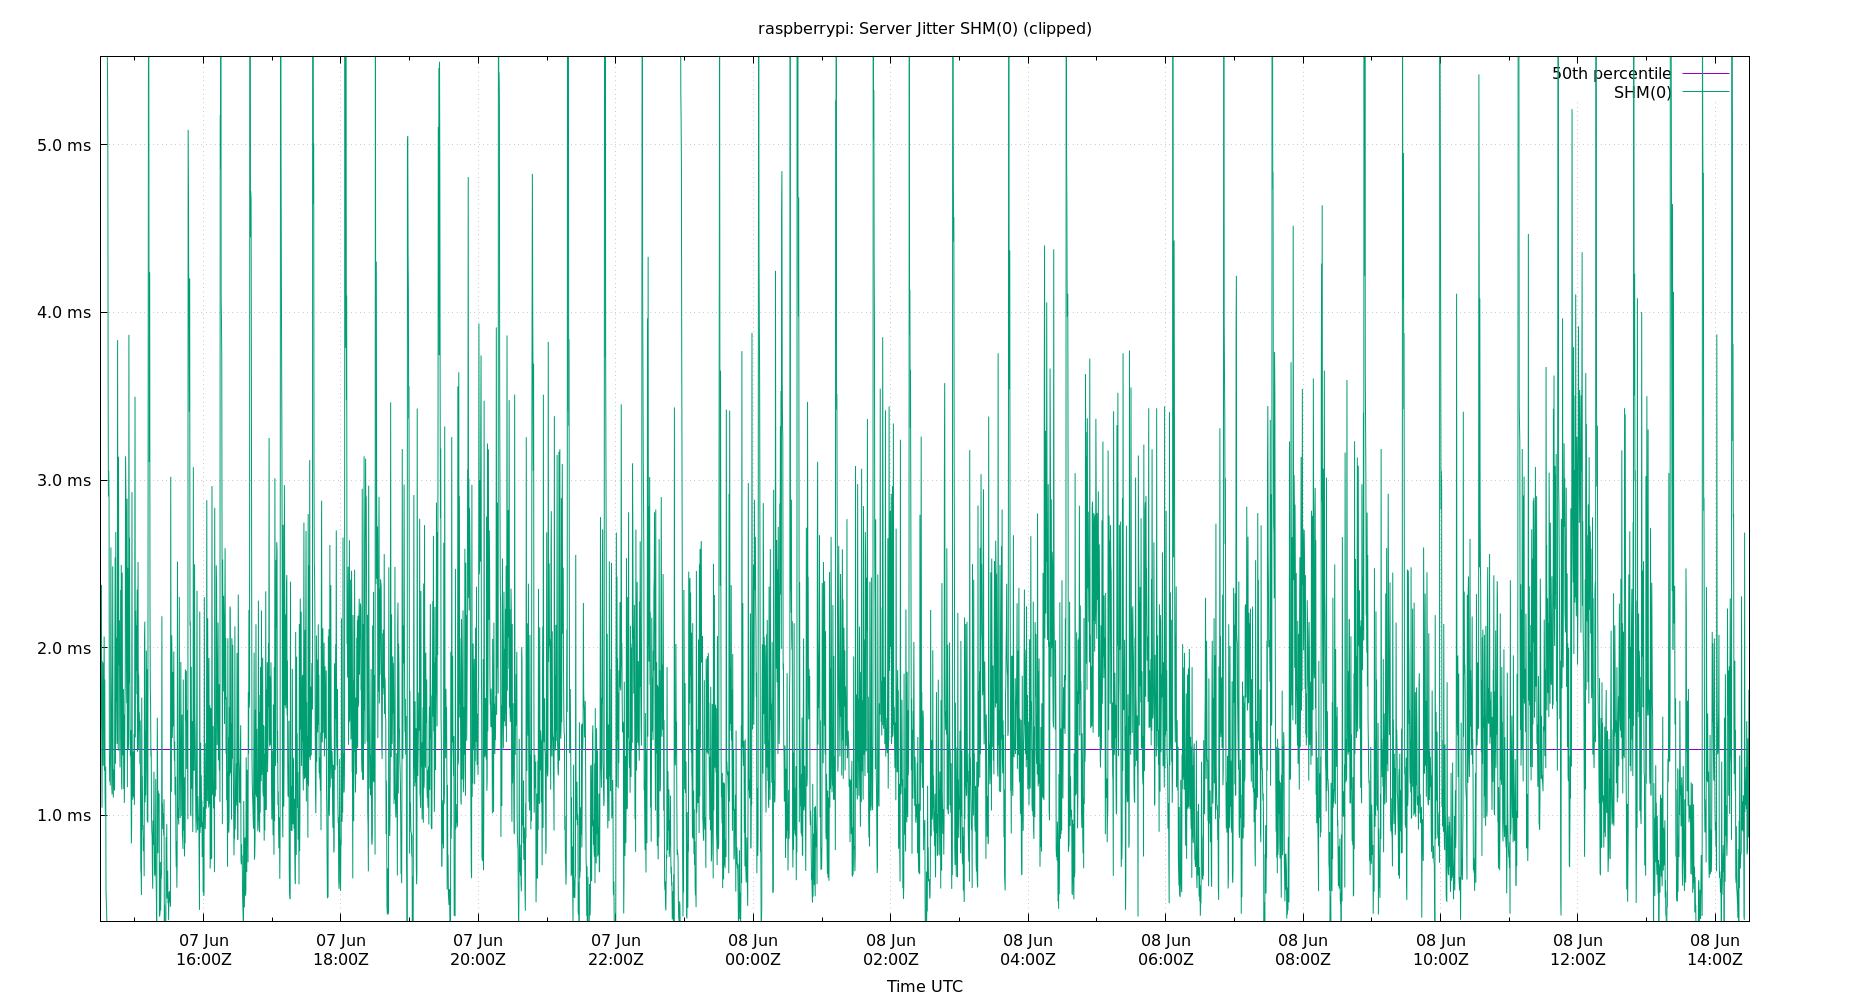 raspberrypi: Server Jitter SHM(0) (clipped)
50th percentile
SHM(0)
5.0 ms
4.0 ms
3.0 ms
2.0 ms
1.0 ms
07 Jun 07 Jun 07 Jun 07 Jun 08 Jun 08 Jun 08 Jun 08 Jun 08 Jun 08 Jun 08 Jun 08 Jun
16:00Z 18:00Z 20:00Z 22:00Z 00:00Z 02:00Z 04:00Z 06:00Z 08:00Z 10:00Z 12:00Z 14:00Z
Time UTC